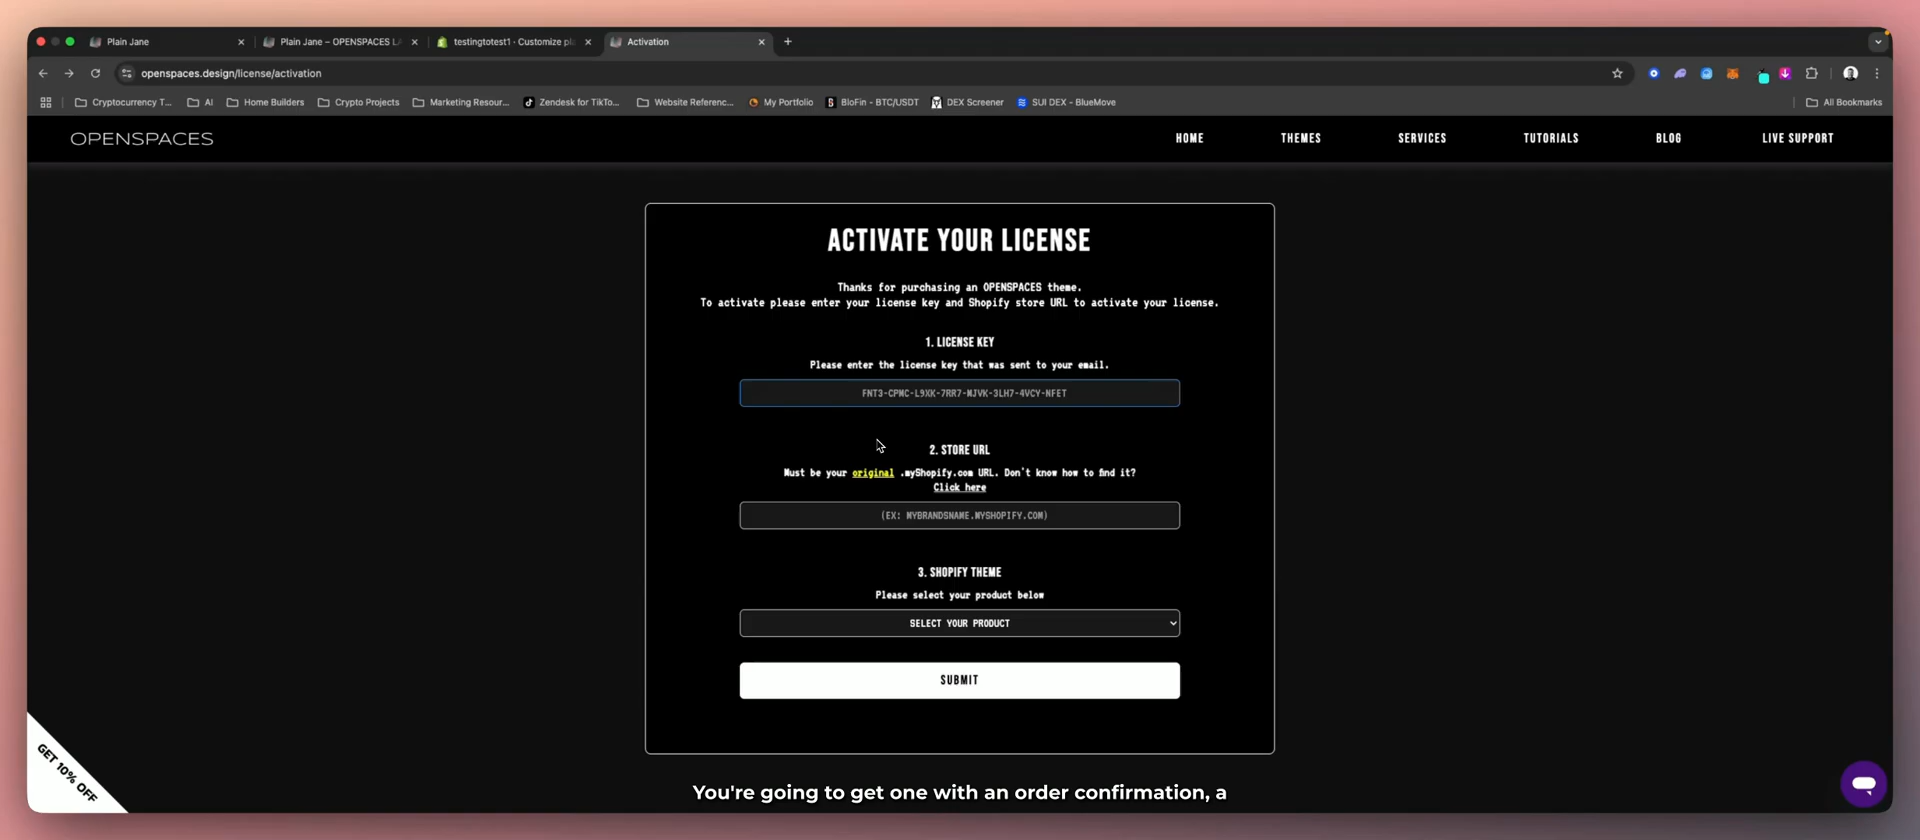 Plain Jane
Plain Jane – OPENSPACES LA
testingtotest1 · Customize pl
Activation
openspaces.design/license/activation
Cryptocurrency T...
AI
Home Builders
Crypto Projects
Marketing Resour...
Zendesk for TikTo...
Website Referenc...
My Portfolio
BloFin - BTC/USDT
DEX Screener
SUI DEX - BlueMove
All Bookmarks
OPENSPACES
HOME
THEMES
SERVICES
TUTORIALS
BLOG
LIVE SUPPORT
ACTIVATE YOUR LICENSE
Thanks for purchasing an OPENSPACES theme.
To activate please enter your license key and Shopify store URL to activate your license.
1. LICENSE KEY
Please enter the license key that was sent to your email.
FNT3-CPMC-L9XK-7RR7-MJVK-3LH7-4VCY-NFET
2. STORE URL
Must be your original .myShopify.com URL. Don't know how to find it?
Click here
(EX: MYBRANDSNAME.MYSHOPIFY.COM)
3. SHOPIFY THEME
Please select your product below
SELECT YOUR PRODUCT
SUBMIT
GET 10% OFF
You're going to get one with an order confirmation, a